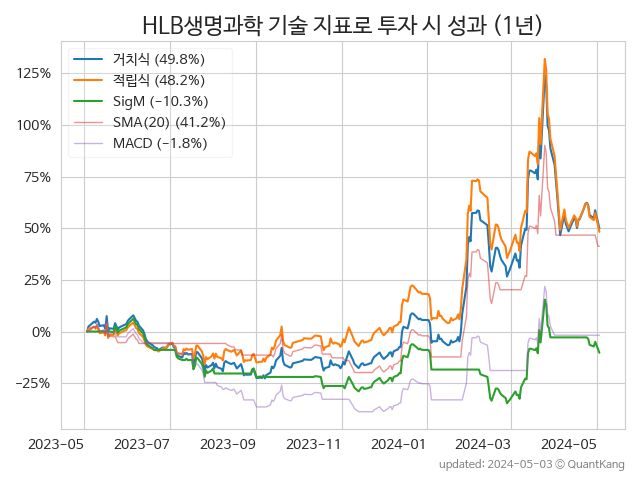 HLB생명과학 기술 지표로 투자 시 성과 (1년)
거치식 (49.8%)
적립식 (48.2%)
SigM (−10.3%)
SMA(20) (41.2%)
MACD (−1.8%)
125%
100%
75%
50%
25%
0%
−25%
2023-05 2023-07 2023-09 2023-11 2024-01 2024-03 2024-05
updated: 2024-05-03 © QuantKang